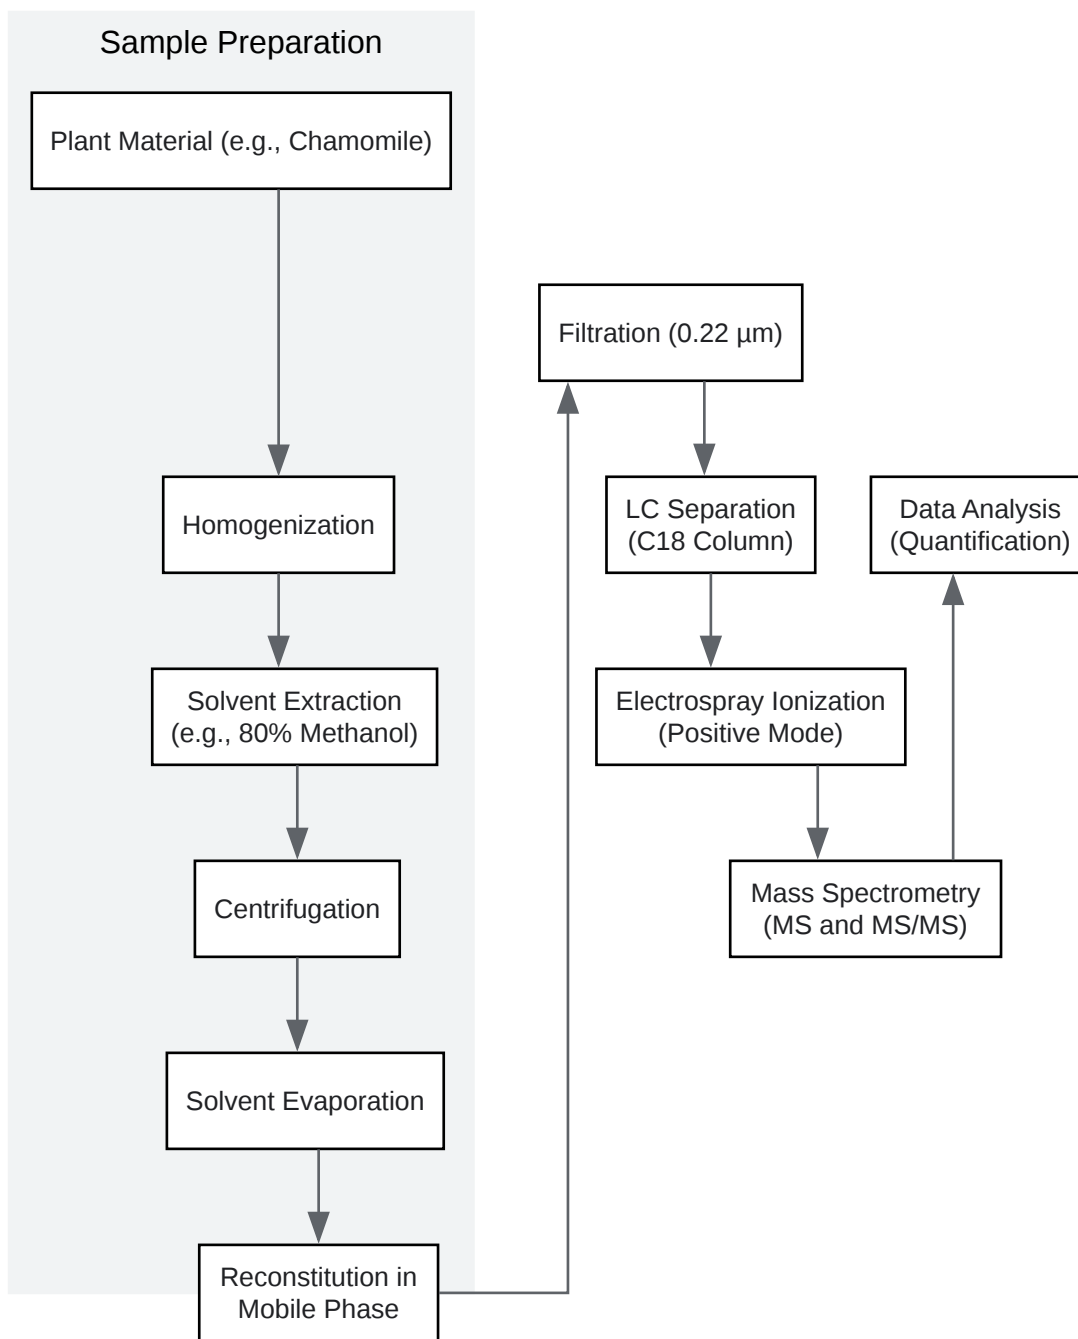 Sample Preparation
Plant Material (e.g., Chamomile)
Homogenization
Solvent Extraction
(e.g., 80% Methanol)
Centrifugation
Solvent Evaporation
Reconstitution in
Mobile Phase
Filtration (0.22 µm)
LC Separation
(C18 Column)
Electrospray Ionization
(Positive Mode)
Mass Spectrometry
(MS and MS/MS)
Data Analysis
(Quantification)